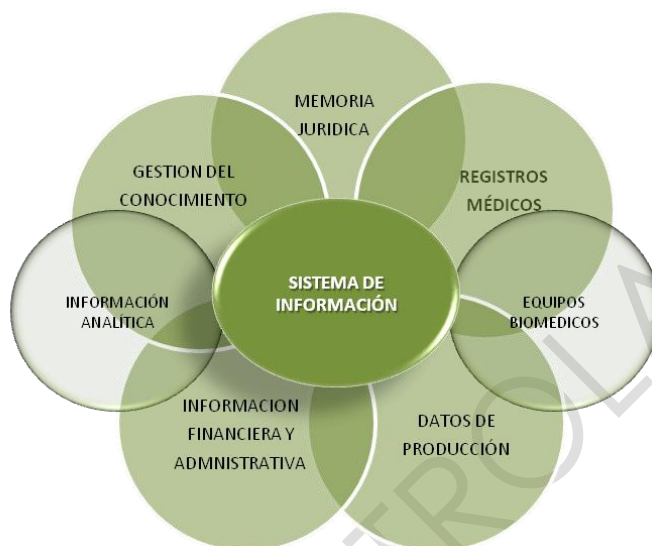 MEMORIA
JURIDICA
GESTION DEL
CONOCIMIENTO
REGISTROS
MÉDICOS
SISTEMA DE
INFORMACIÓN
INFORMACIÓN
ANALÍTICA
EQUIPOS
BIOMEDICOS
INFORMACION
FINANCIERA Y
ADMNISTRATIVA
DATOS DE
PRODUCCIÓN